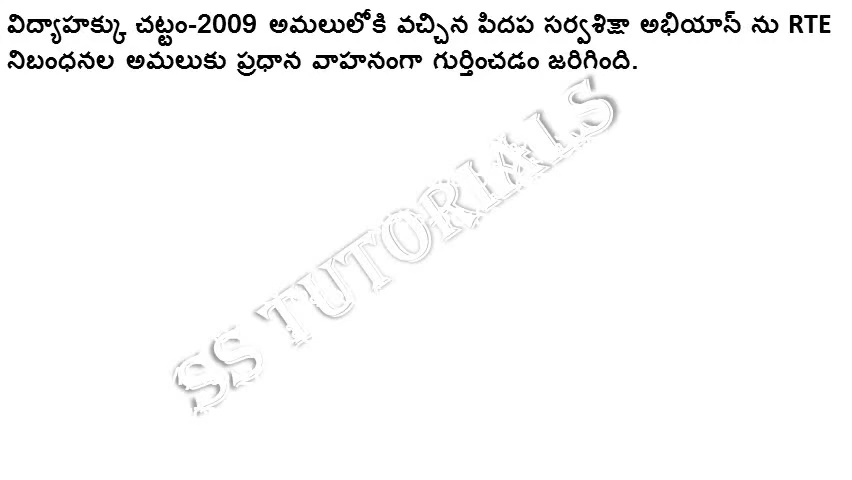 విద్యాహక్కు చట్టం-2009 అమలులోకి వచ్చిన పిదప సర్వశిక్షా అభియాస్ ను RTE
నిబంధనల అమలుకు ప్రధాన వాహనంగా గుర్తించడం జరిగింది.
SS TUTORIALS